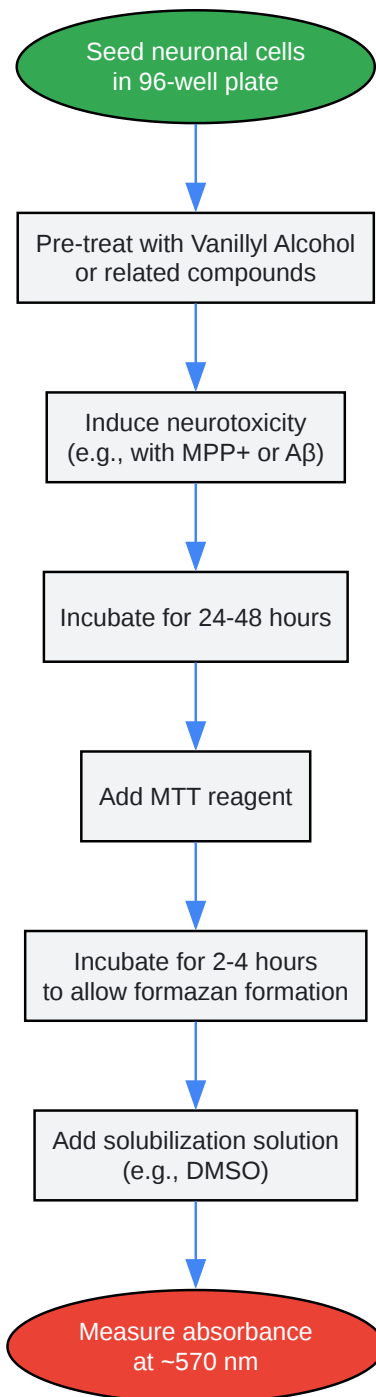 Seed neuronal cells
in 96-well plate
Pre-treat with Vanillyl Alcohol
or related compounds
Induce neurotoxicity
(e.g., with MPP+ or Aβ)
Incubate for 24-48 hours
Add MTT reagent
Incubate for 2-4 hours
to allow formazan formation
Add solubilization solution
(e.g., DMSO)
Measure absorbance
at ~570 nm